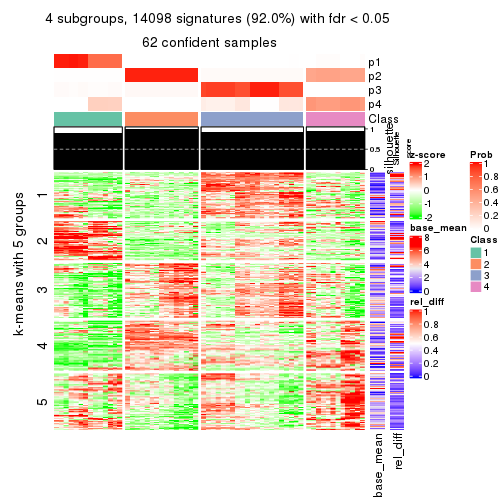 4 subgroups, 14098 signatures (92.0%) with fdr < 0.05
62 confident samples
p1
p2
p3
p4
Class
1
0.5
0
silhouette
Silhouette
score
k-means with 5 groups
1
2
3
4
5
base_mean
rel_diff
z-score
2
1
0
-1
-2
base_mean
8
6
4
2
0
rel_diff
1
0.8
0.6
0.4
0.2
0
Prob
1
0.8
0.6
0.4
0.2
0
Class
1
2
3
4